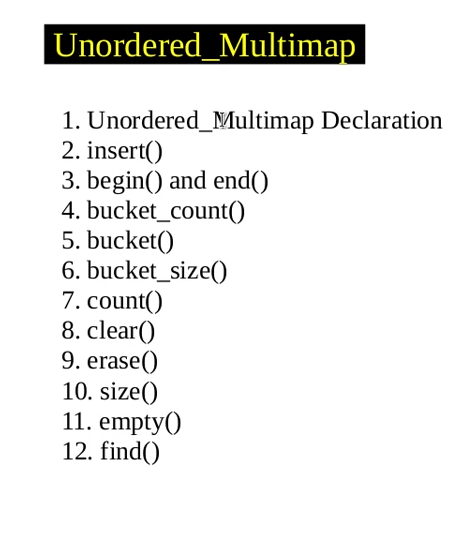 Unordered_Multimap
1. Unordered_Multimap Declaration
2. insert()
3. begin() and end()
4. bucket_count()
5. bucket()
6. bucket_size()
7. count()
8. clear()
9. erase()
10. size()
11. empty()
12. find()